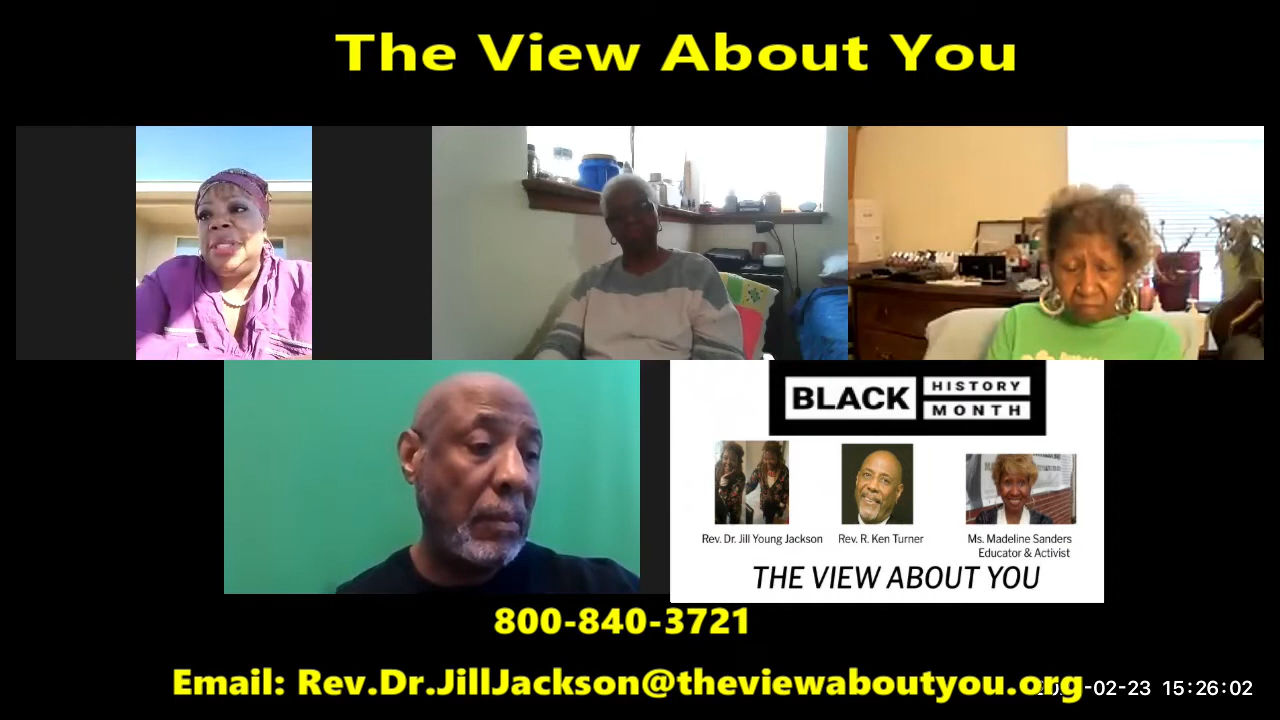 The View About You
BLACK
HISTORY
MONTH
Rev. Dr. Jill Young Jackson
Rev. R. Ken Turner
Ms. Madeline Sanders
Educator & Activist
THE VIEW ABOUT YOU
800-840-3721
Email: Rev.Dr.JillJackson@theviewaboutyou.org
-02-23 15:26:02